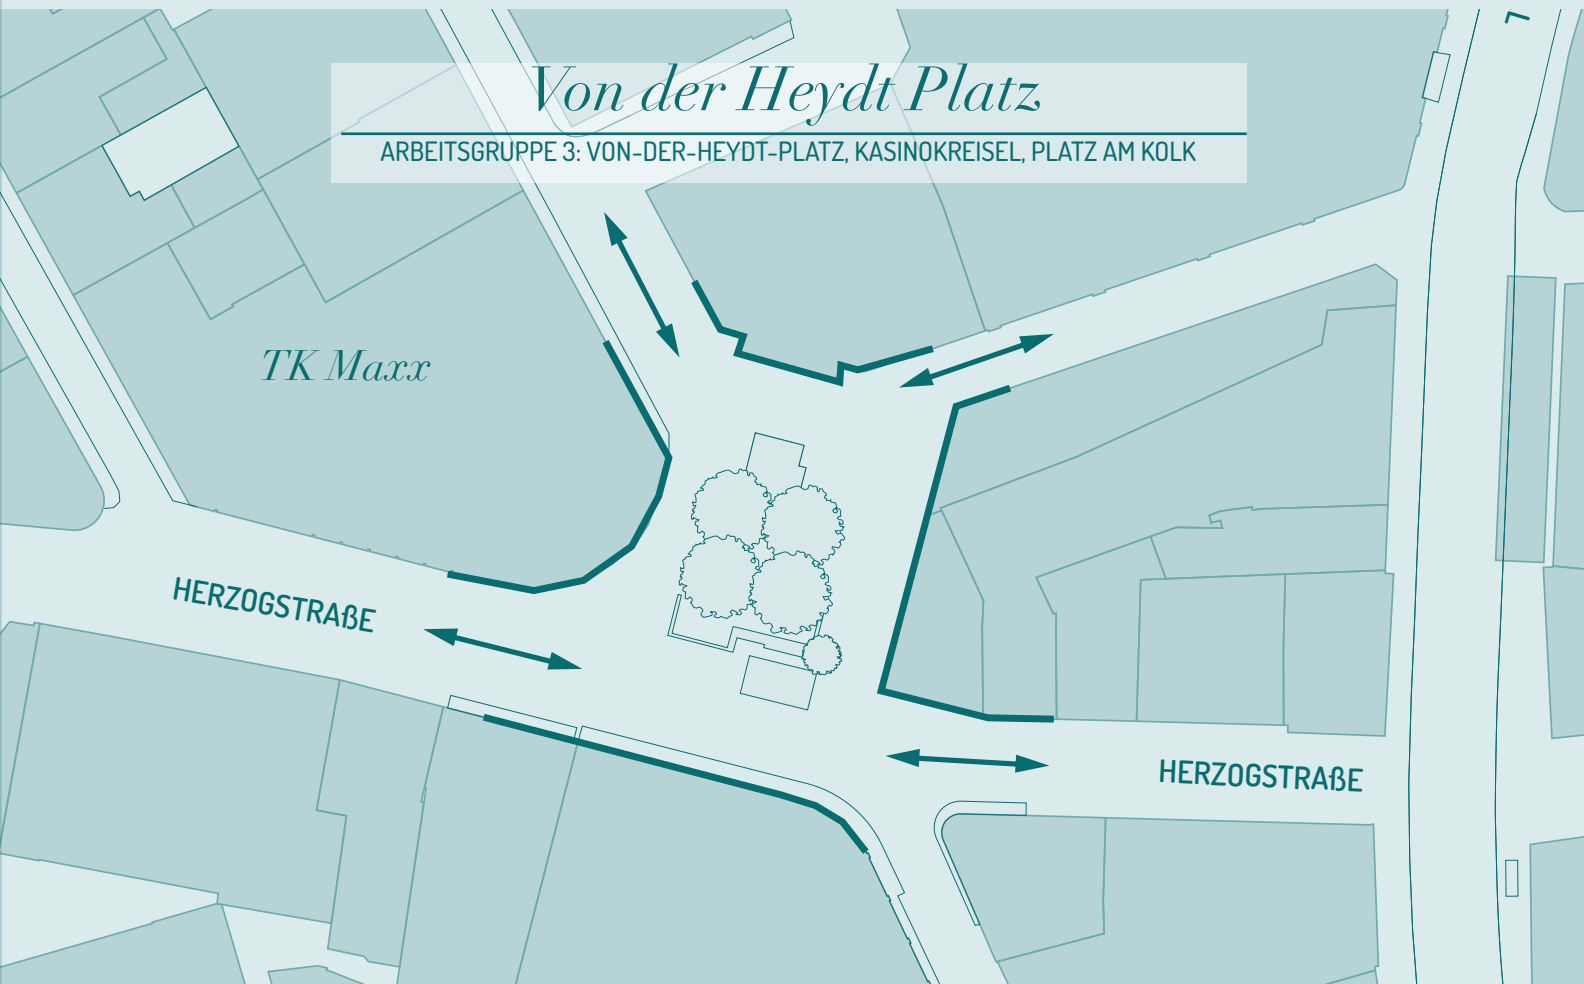 Von der Heydt Platz
ARBEITSGRUPPE 3: VON-DER-HEYDT-PLATZ, KASINOKREISEL, PLATZ AM KOLK
TK Maxx
HERZOGSTRAßE
HERZOGSTRAßE